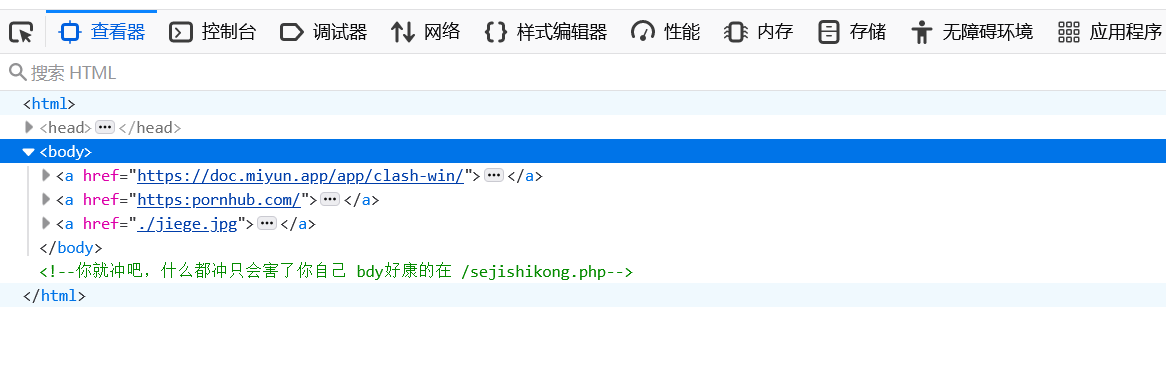 查看器 控制台 调试器 网络 样式编辑器 性能 内存 存储 无障碍环境 应用程序
搜索 HTML
<html>
<head>···</head>
<body>
<a href="https://doc.miyun.app/app/clash-win/">···</a>
<a href="https:pornhub.com/">···</a>
<a href="./jiege.jpg">···</a>
</body>
<!--你就冲吧，什么都冲只会害了你自己 bdy好康的在 /sejishikong.php-->
</html>